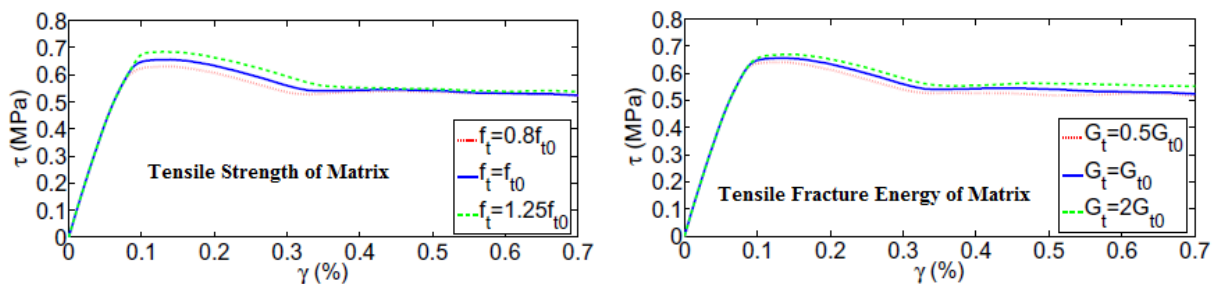 0.8
0.7
0.6
0.5
0.4
0.3
0.2
0.1
0
τ (MPa)
Tensile Strength of Matrix
f_t=0.8f_t0
f_t=f_t0
f_t=1.25f_t0
0 0.1 0.2 0.3 0.4 0.5 0.6 0.7
γ (%)
0.8
0.7
0.6
0.5
0.4
0.3
0.2
0.1
0
τ (MPa)
Tensile Fracture Energy of Matrix
G_t=0.5G_t0
G_t=G_t0
G_t=2G_t0
0 0.1 0.2 0.3 0.4 0.5 0.6 0.7
γ (%)